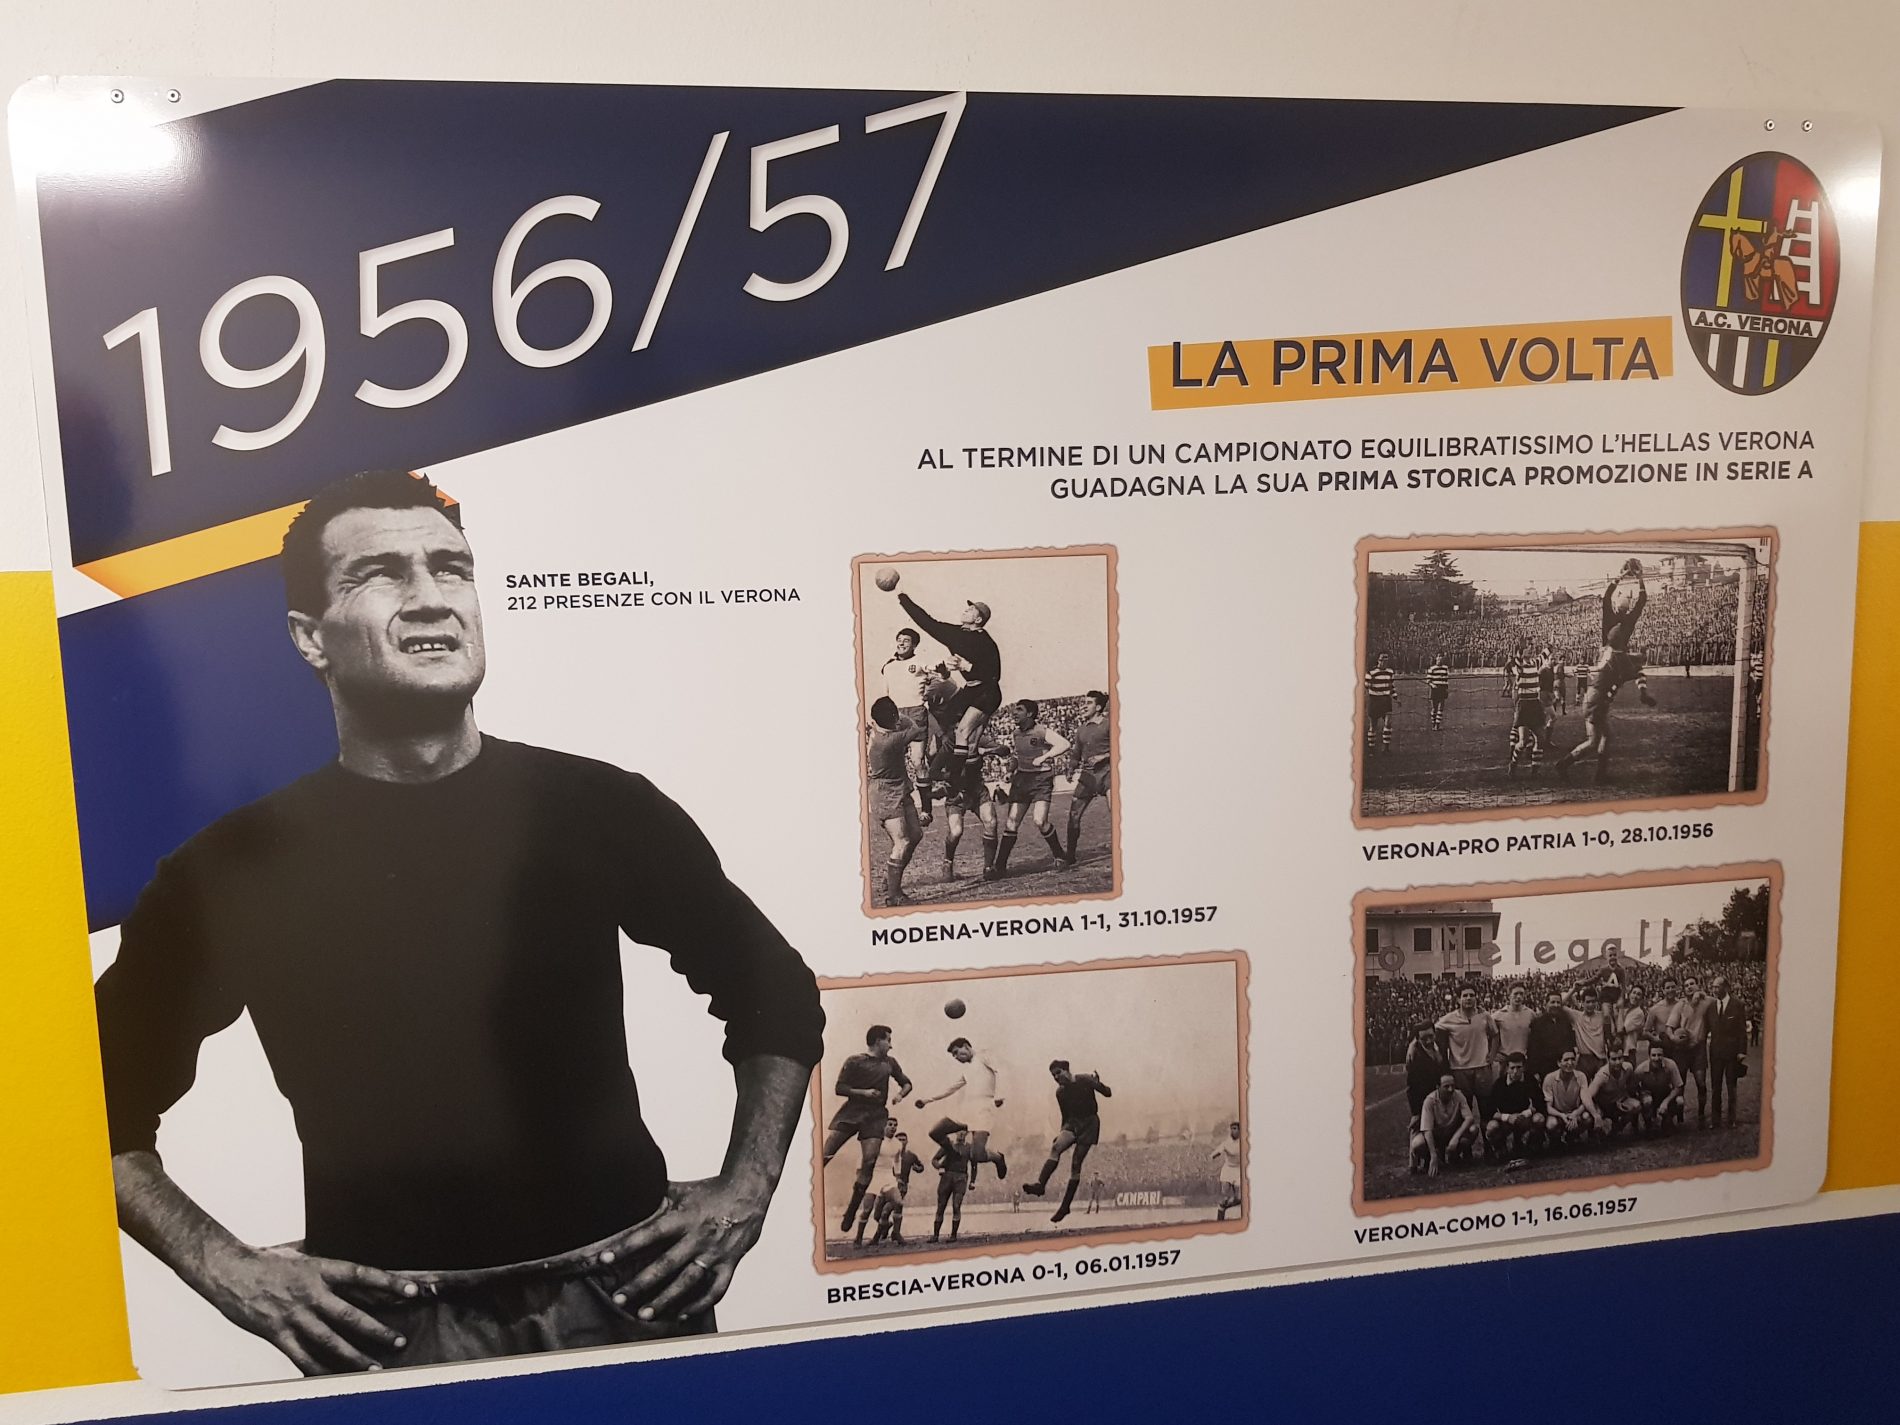 1956/57
A.C. VERONA
LA PRIMA VOLTA
AL TERMINE DI UN CAMPIONATO EQUILIBRATISSIMO L'HELLAS VERONA
GUADAGNA LA SUA PRIMA STORICA PROMOZIONE IN SERIE A
SANTE BEGALI,
212 PRESENZE CON IL VERONA
VERONA-PRO PATRIA 1-0, 28.10.1956
MODENA-VERONA 1-1, 31.10.1957
Melegatti
A
CAMPARI
VERONA-COMO 1-1, 16.06.1957
BRESCIA-VERONA 0-1, 06.01.1957